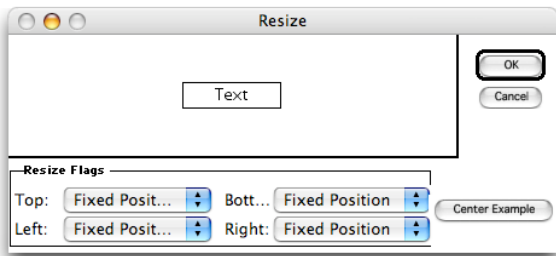 Resize
OK
Text
Cancel
Resize Flags
Top: Fixed Posit... Bott... Fixed Position
Center Example
Left: Fixed Posit... Right: Fixed Position